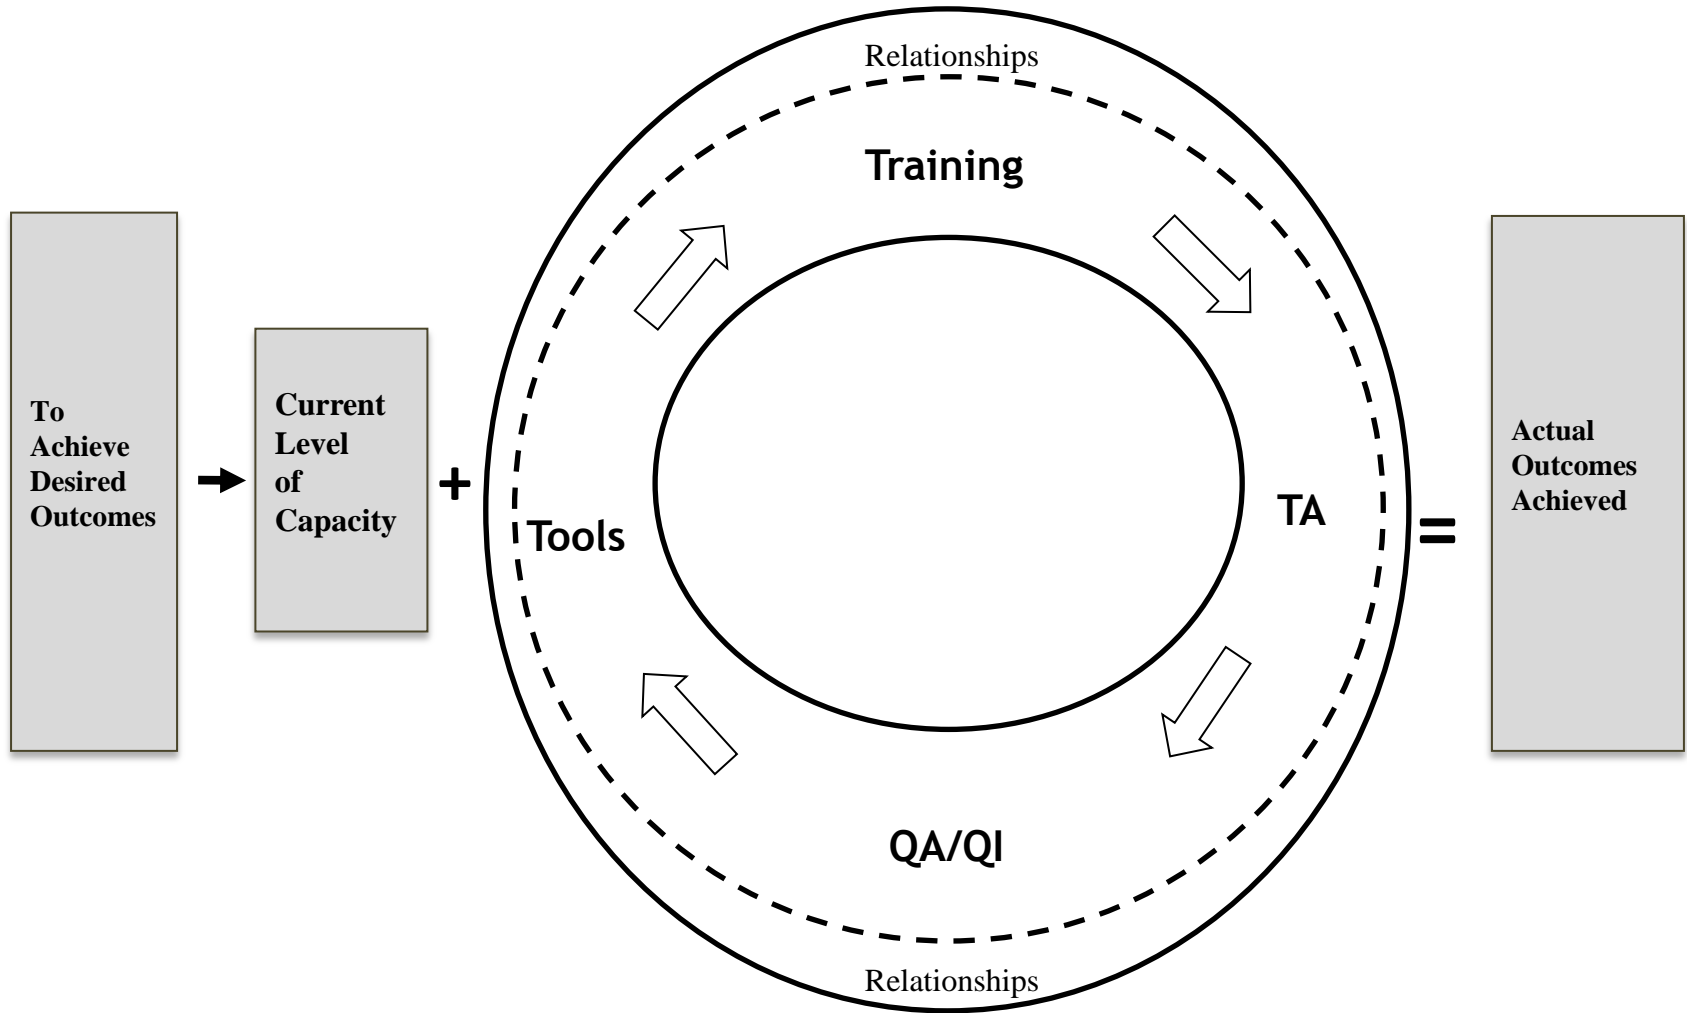 Relationships
Training
To
Achieve
Desired
Outcomes
Current
Level
of
Capacity
+
Tools
TA
=
Actual
Outcomes
Achieved
QA/QI
Relationships